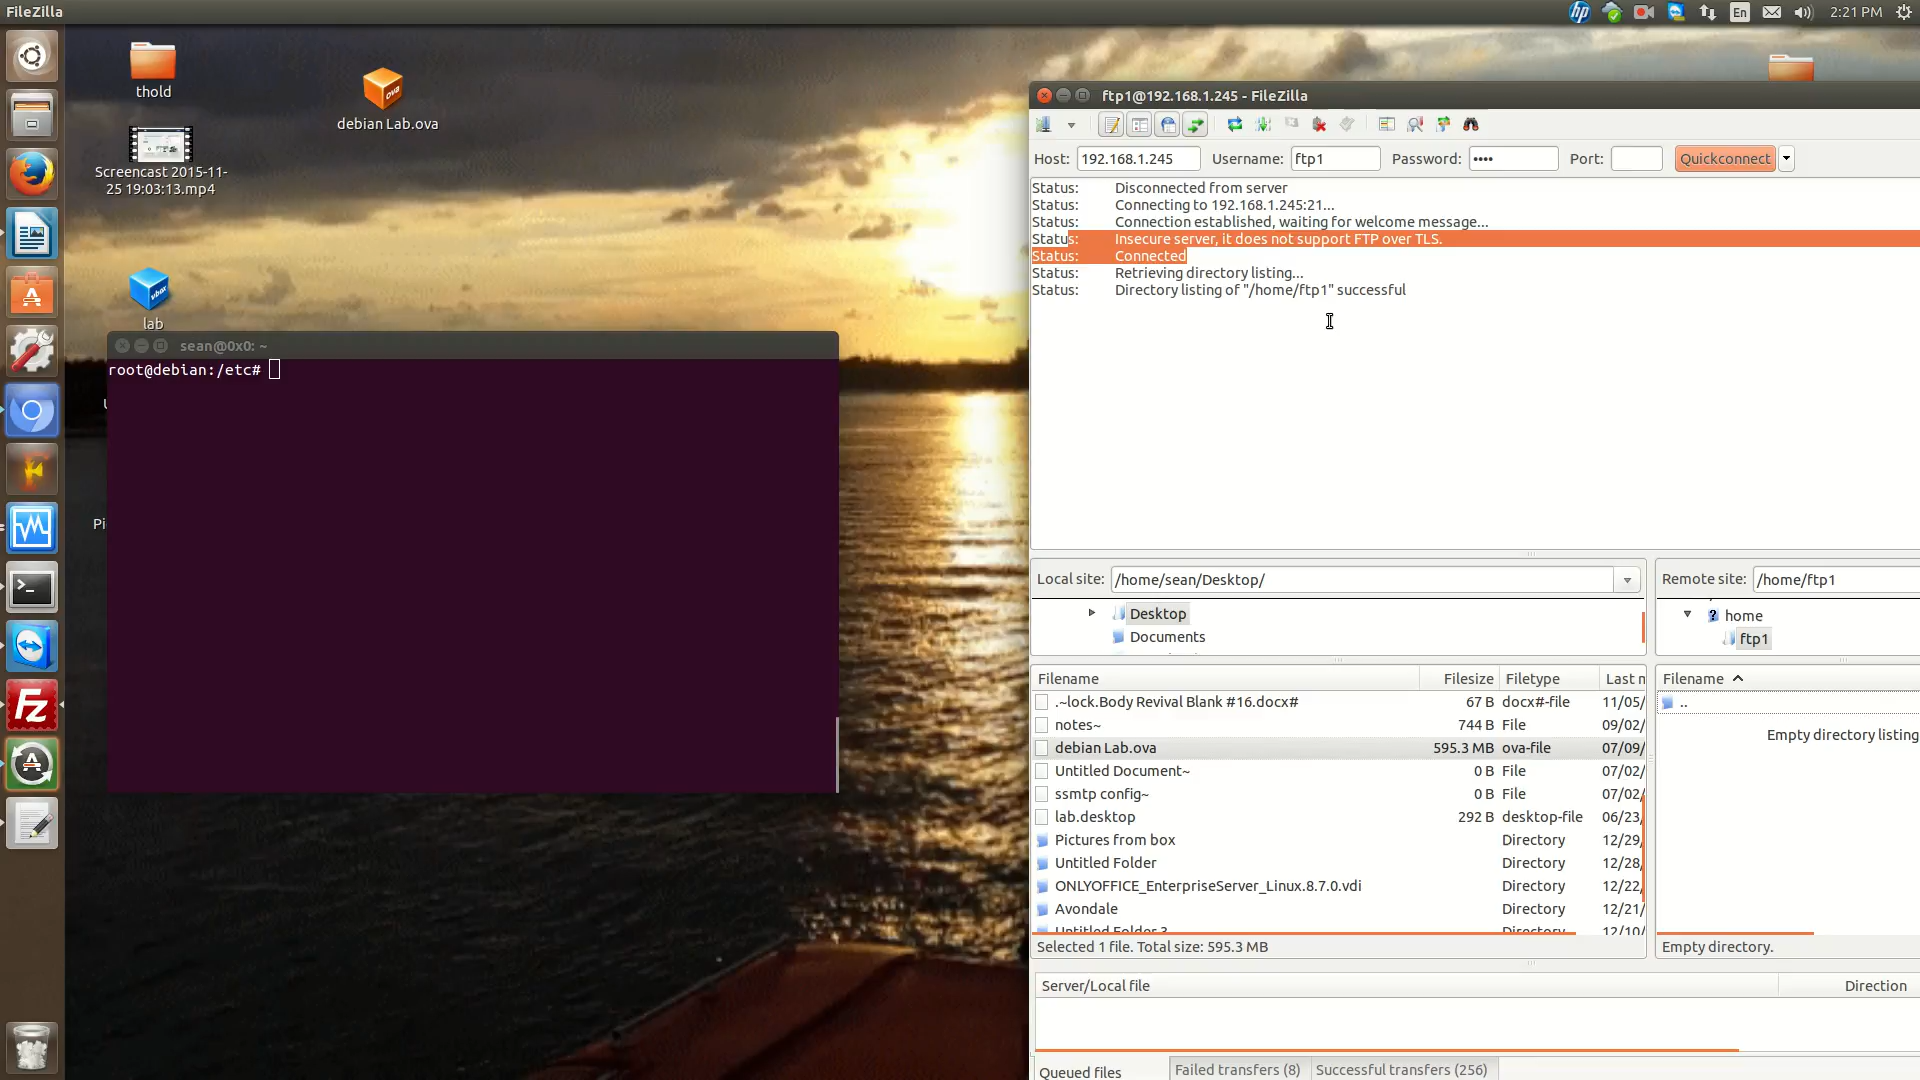 FileZilla
En
2:21 PM
thold
debian Lab.ova
Screencast 2015-11-
25 19:03:13.mp4
lab
sean@0x0: ~
root@debian:/etc#
ftp1@192.168.1.245 - FileZilla
Host: 192.168.1.245 Username: ftp1 Password: •••• Port: Quickconnect
Status: Disconnected from server
Status: Connecting to 192.168.1.245:21...
Status: Connection established, waiting for welcome message...
Status: Insecure server, it does not support FTP over TLS.
Status: Connected
Status: Retrieving directory listing...
Status: Directory listing of "/home/ftp1" successful
Local site: /home/sean/Desktop/
Desktop
Documents
Remote site: /home/ftp1
home
ftp1
Filename Filesize Filetype Last n
.~lock.Body Revival Blank #16.docx# 67 B docx#-file 11/05/
notes~ 744 B File 09/02/
debian Lab.ova 595.3 MB ova-file 07/09/
Untitled Document~ 0 B File 07/02/
ssmtp config~ 0 B File 07/02/
lab.desktop 292 B desktop-file 06/23/
Pictures from box Directory 12/29/
Untitled Folder Directory 12/28/
ONLYOFFICE_EnterpriseServer_Linux.8.7.0.vdi Directory 12/22/
Avondale Directory 12/21/
Untitled Folder 3 Directory 12/10/
Selected 1 file. Total size: 595.3 MB
Filename
..
Empty directory listing
Empty directory.
Server/Local file Direction
Queued files Failed transfers (8) Successful transfers (256)